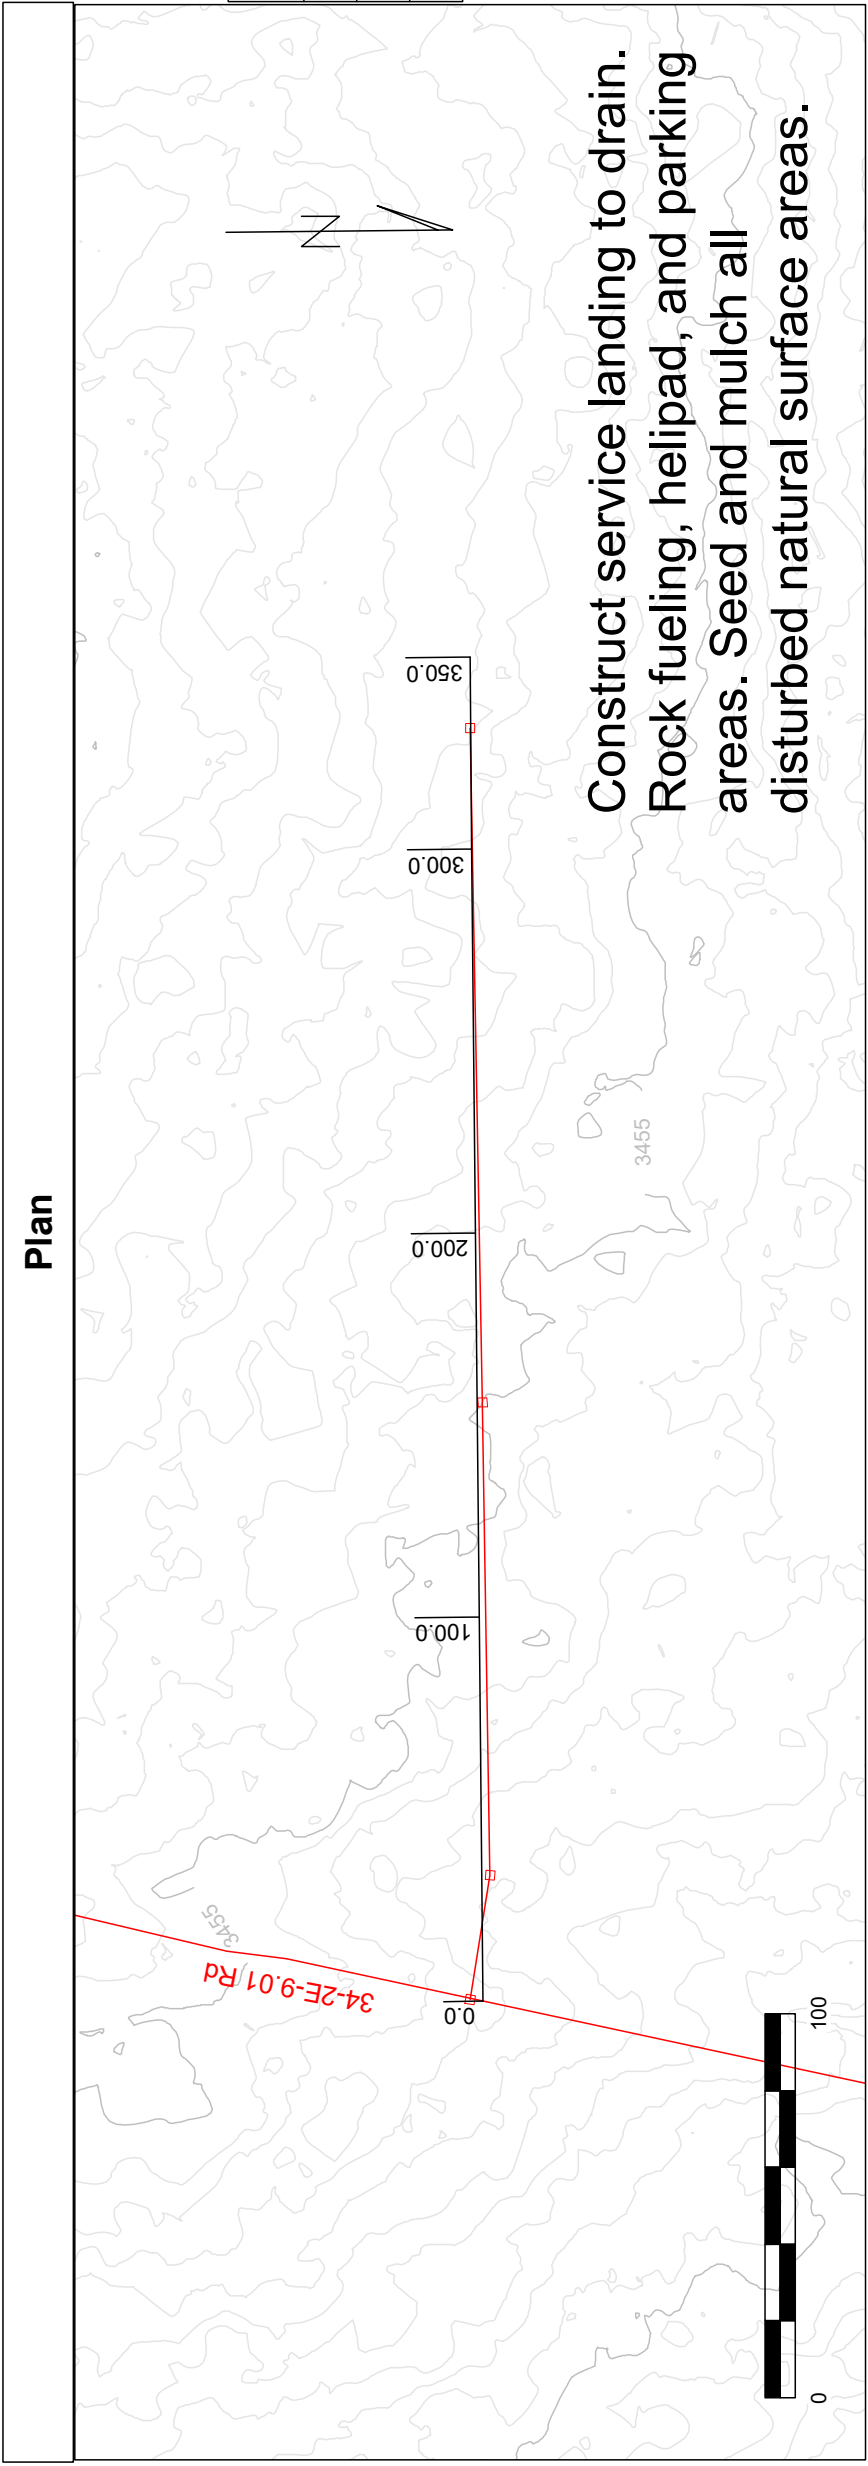 Plan
Construct service landing to drain.
Rock fueling, helipad, and parking
areas. Seed and mulch all
disturbed natural surface areas.
N
350.0
300.0
200.0
100.0
0.0
3455
3455
34-2E-9.01 Rd
0
100